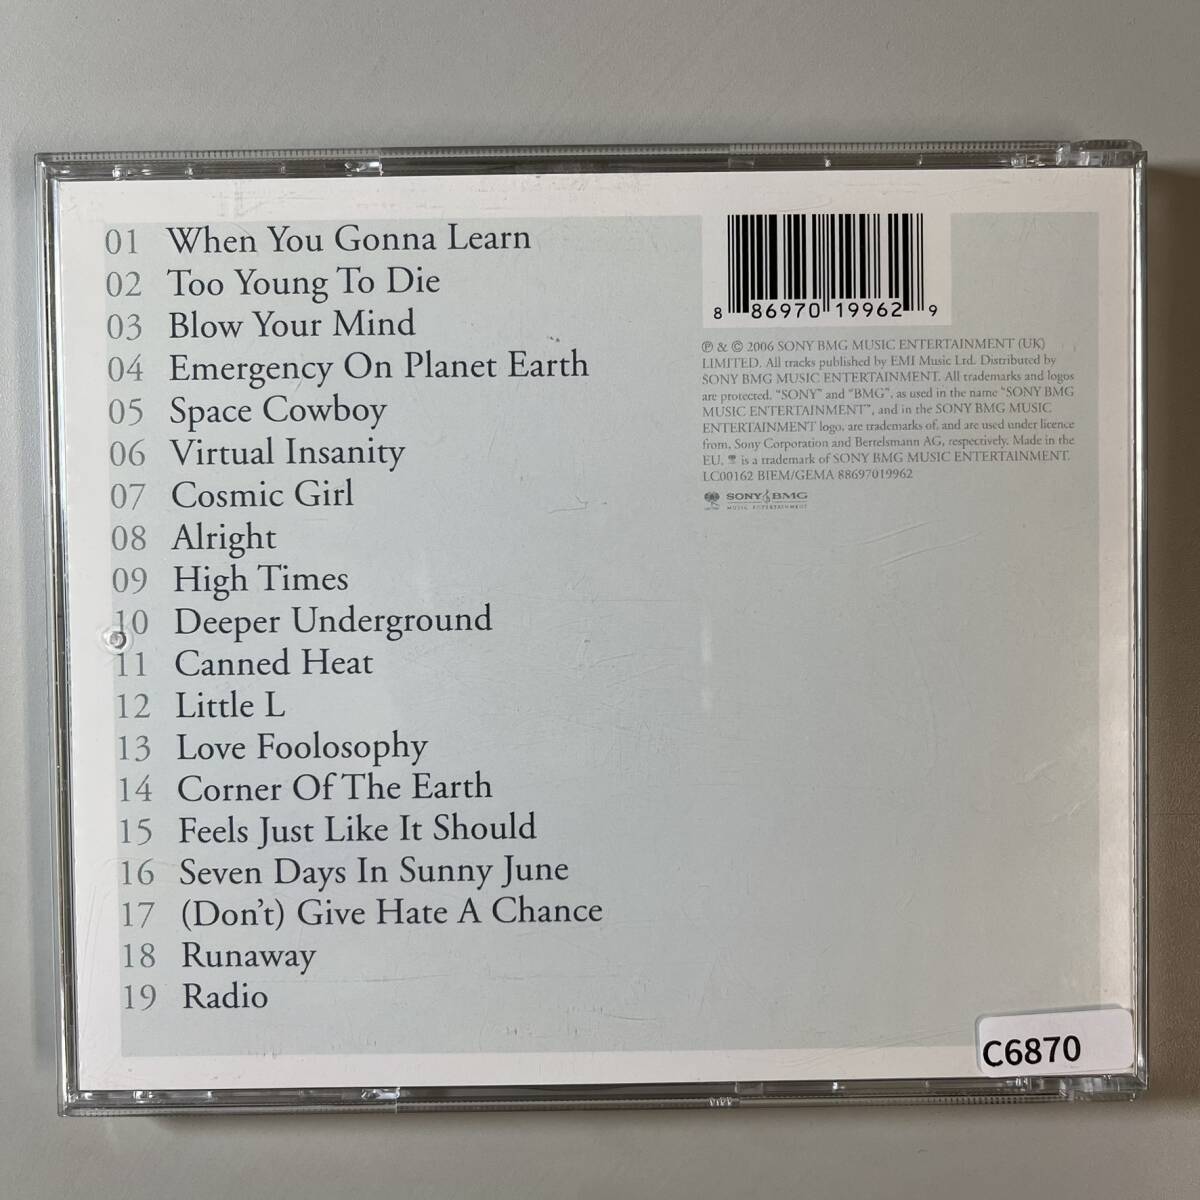 01 When You Gonna Learn
02 Too Young To Die
03 Blow Your Mind
04 Emergency On Planet Earth
05 Space Cowboy
06 Virtual Insanity
07 Cosmic Girl
08 Alright
09 High Times
10 Deeper Underground
11 Canned Heat
12 Little L
13 Love Foolosophy
14 Corner Of The Earth
15 Feels Just Like It Should
16 Seven Days In Sunny June
17 (Don't) Give Hate A Chance
18 Runaway
19 Radio
8 86970 19962 9
℗ & © 2006 SONY BMG MUSIC ENTERTAINMENT (UK)
LIMITED. All tracks published by EMI Music Ltd. Distributed by
SONY BMG MUSIC ENTERTAINMENT. All trademarks and logos
are protected. "SONY" and "BMG", as used in the name "SONY BMG
MUSIC ENTERTAINMENT", and in the SONY BMG MUSIC
ENTERTAINMENT logo, are trademarks of, and are used under licence
from, Sony Corporation and Bertelsmann AG, respectively. Made in the
EU. is a trademark of SONY BMG MUSIC ENTERTAINMENT.
LC00162 BIEM/GEMA 88697019962
SONY BMG
MUSIC ENTERTAINMENT
C6870